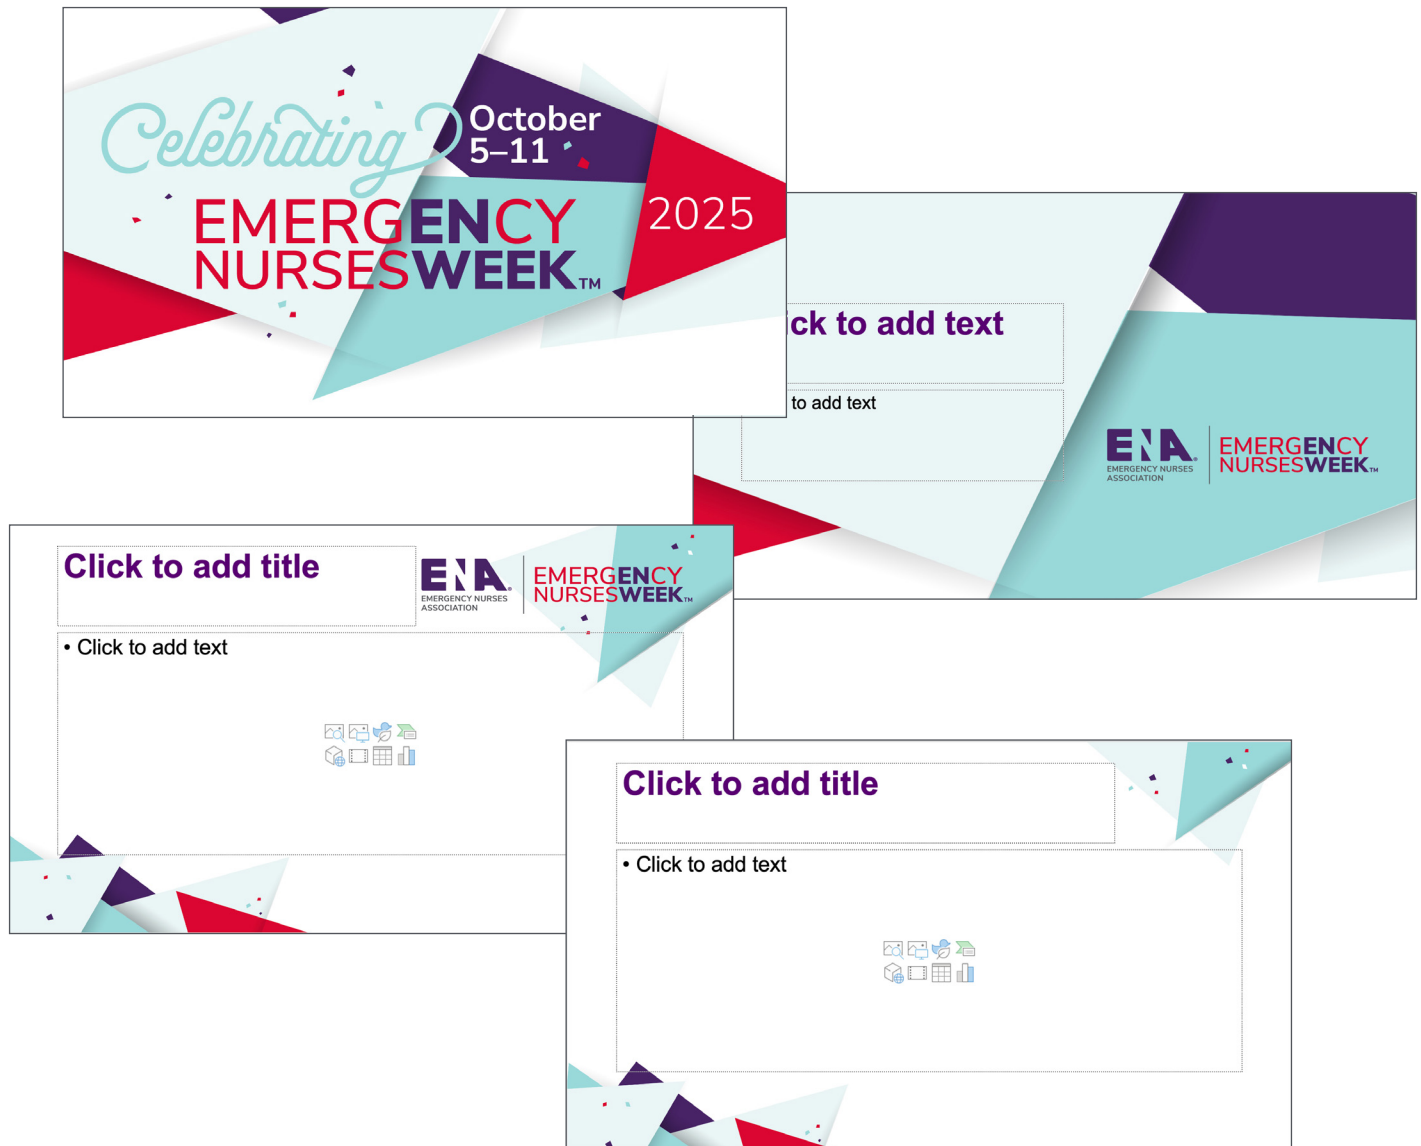 Celebrating
October
5–11
EMERGENCY
NURSESWEEK™
2025
ck to add text
to add text
ENA®
EMERGENCY NURSES
ASSOCIATION
EMERGENCY
NURSESWEEK™
Click to add title
ENA®
EMERGENCY NURSES
ASSOCIATION
EMERGENCY
NURSESWEEK™
• Click to add text
Click to add title
• Click to add text